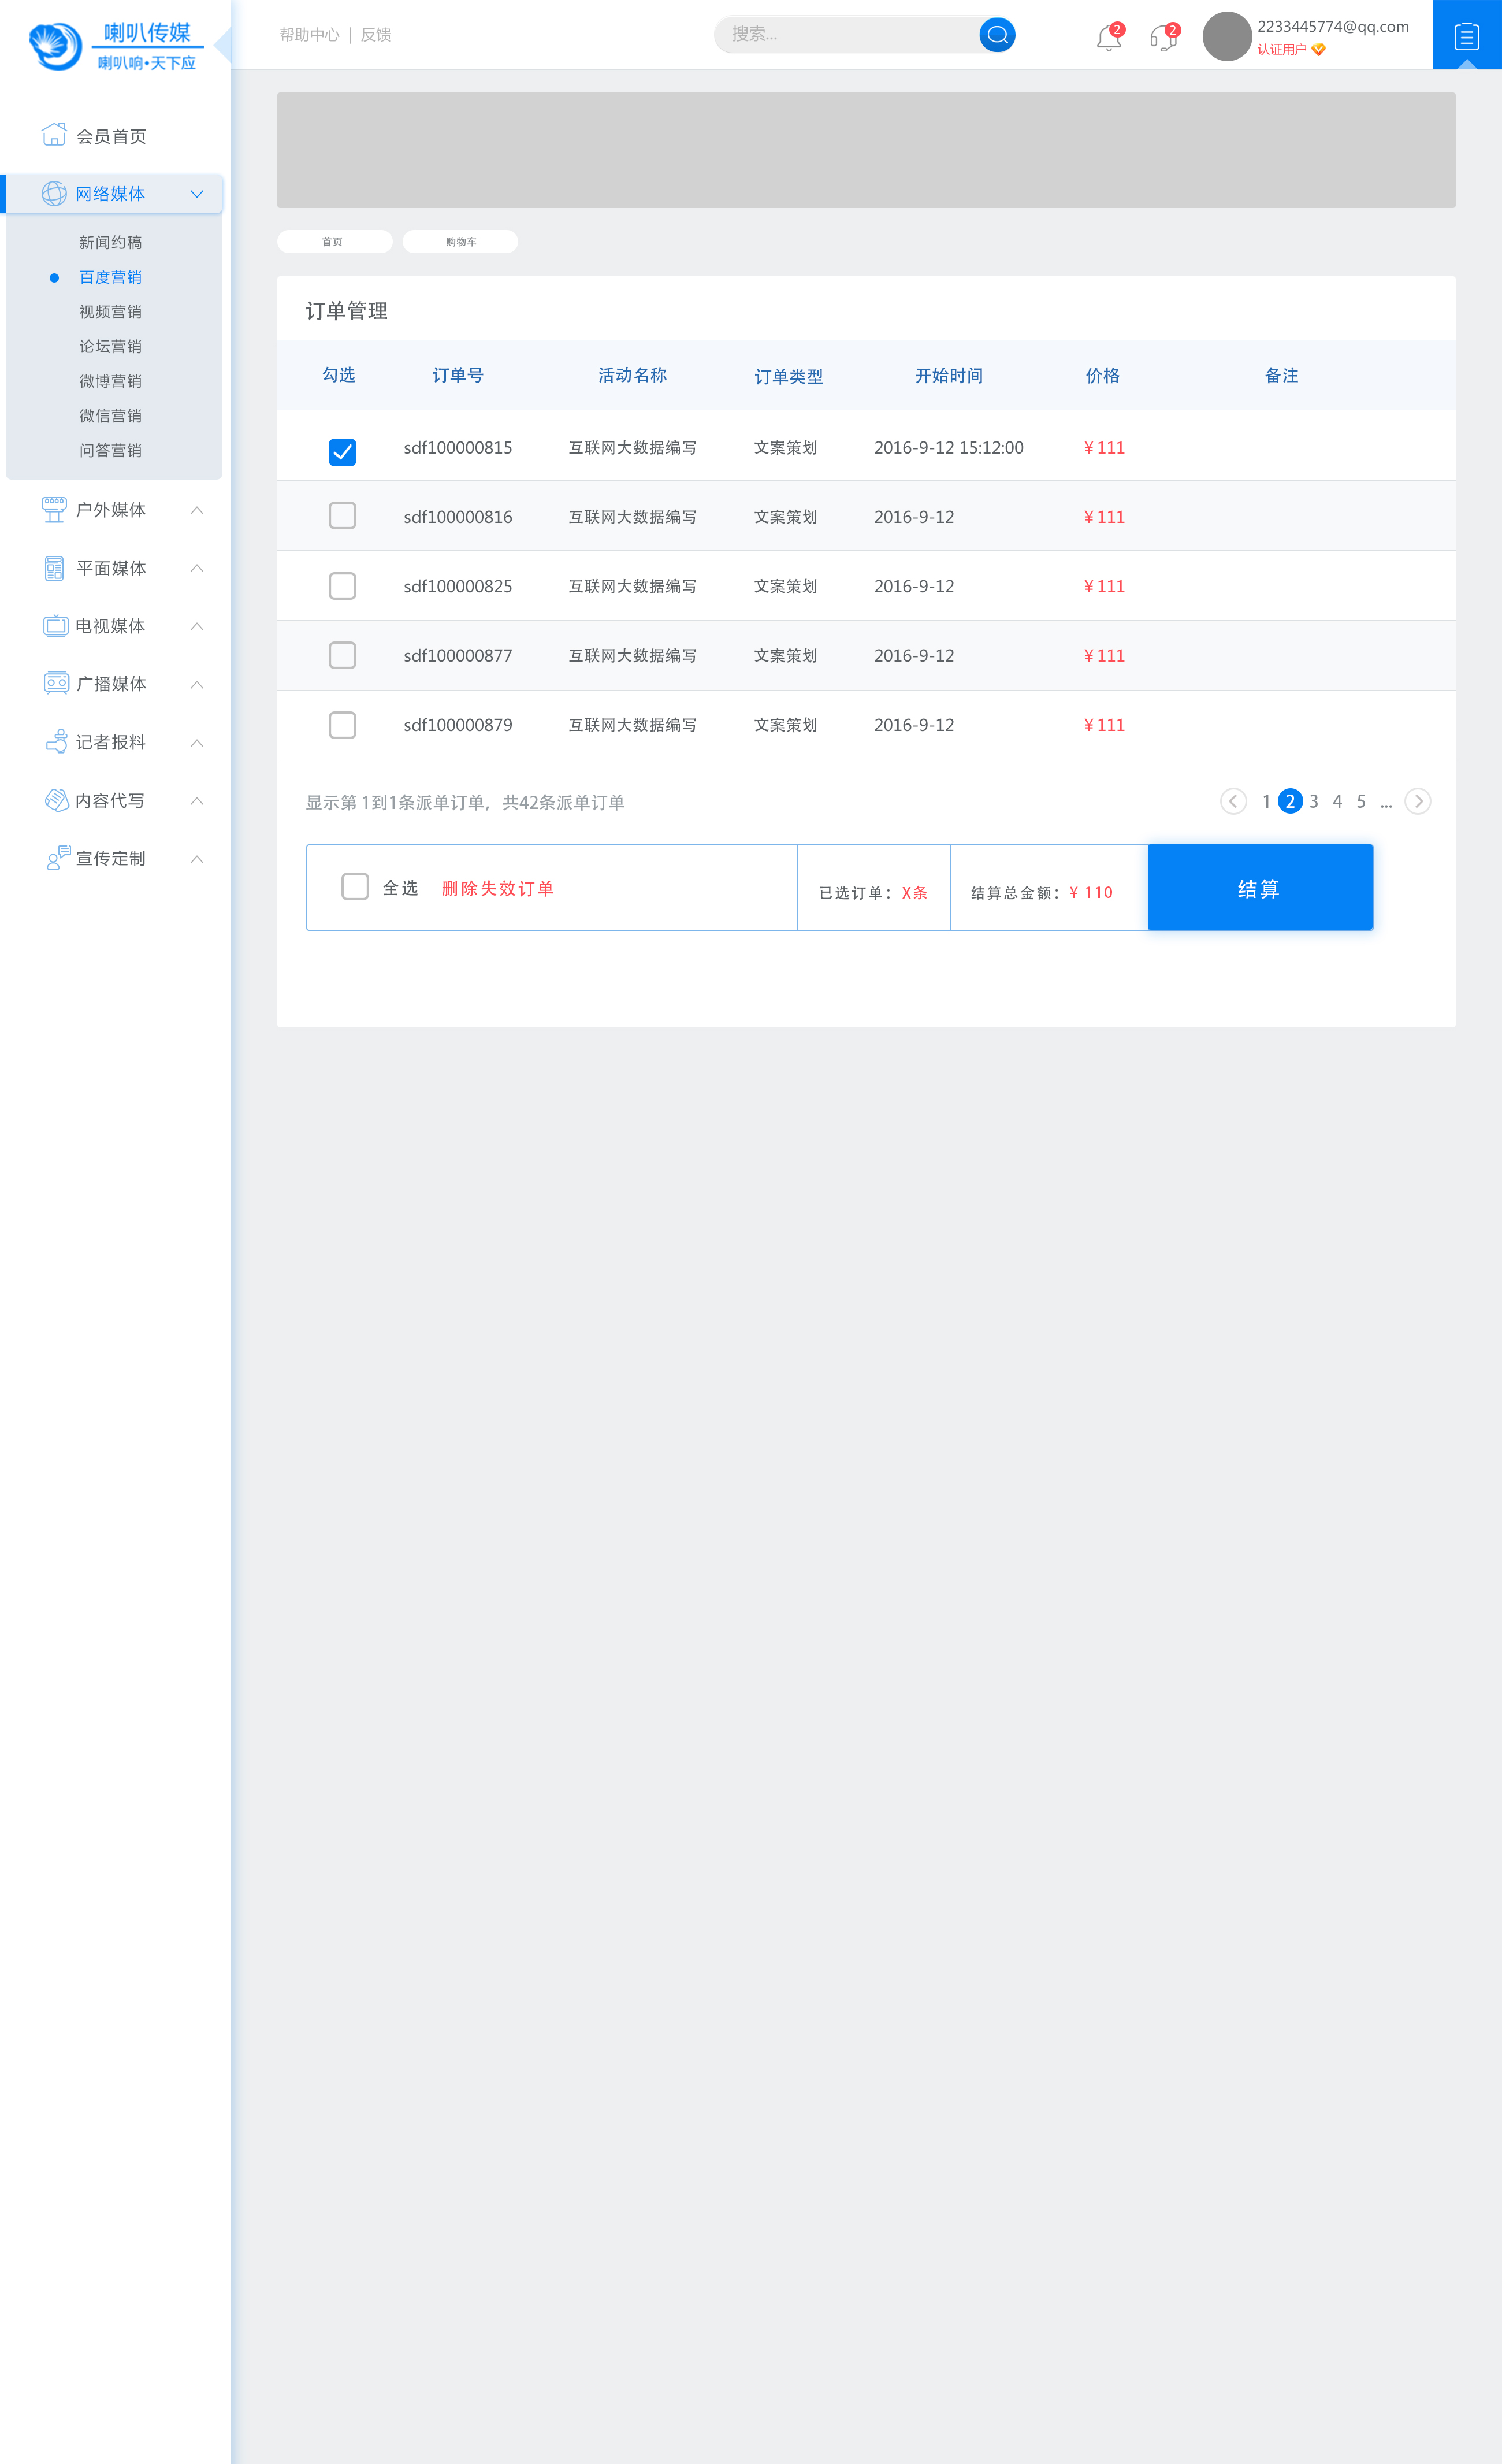 喇叭传媒
喇叭响•天下应
帮助中心 | 反馈
搜索...
2
2
2233445774@qq.com
认证用户
会员首页
网络媒体
新闻约稿
百度营销
视频营销
论坛营销
微博营销
微信营销
问答营销
户外媒体
平面媒体
电视媒体
广播媒体
记者报料
内容代写
宣传定制
首页 购物车
订单管理
勾选 订单号 活动名称 订单类型 开始时间 价格 备注
sdf100000815 互联网大数据编写 文案策划 2016-9-12 15:12:00 ¥111
sdf100000816 互联网大数据编写 文案策划 2016-9-12 ¥111
sdf100000825 互联网大数据编写 文案策划 2016-9-12 ¥111
sdf100000877 互联网大数据编写 文案策划 2016-9-12 ¥111
sdf100000879 互联网大数据编写 文案策划 2016-9-12 ¥111
显示第 1到1条派单订单，共42条派单订单 1 2 3 4 5 ...
全选 删除失效订单 已选订单：X条 结算总金额：¥ 110 结算